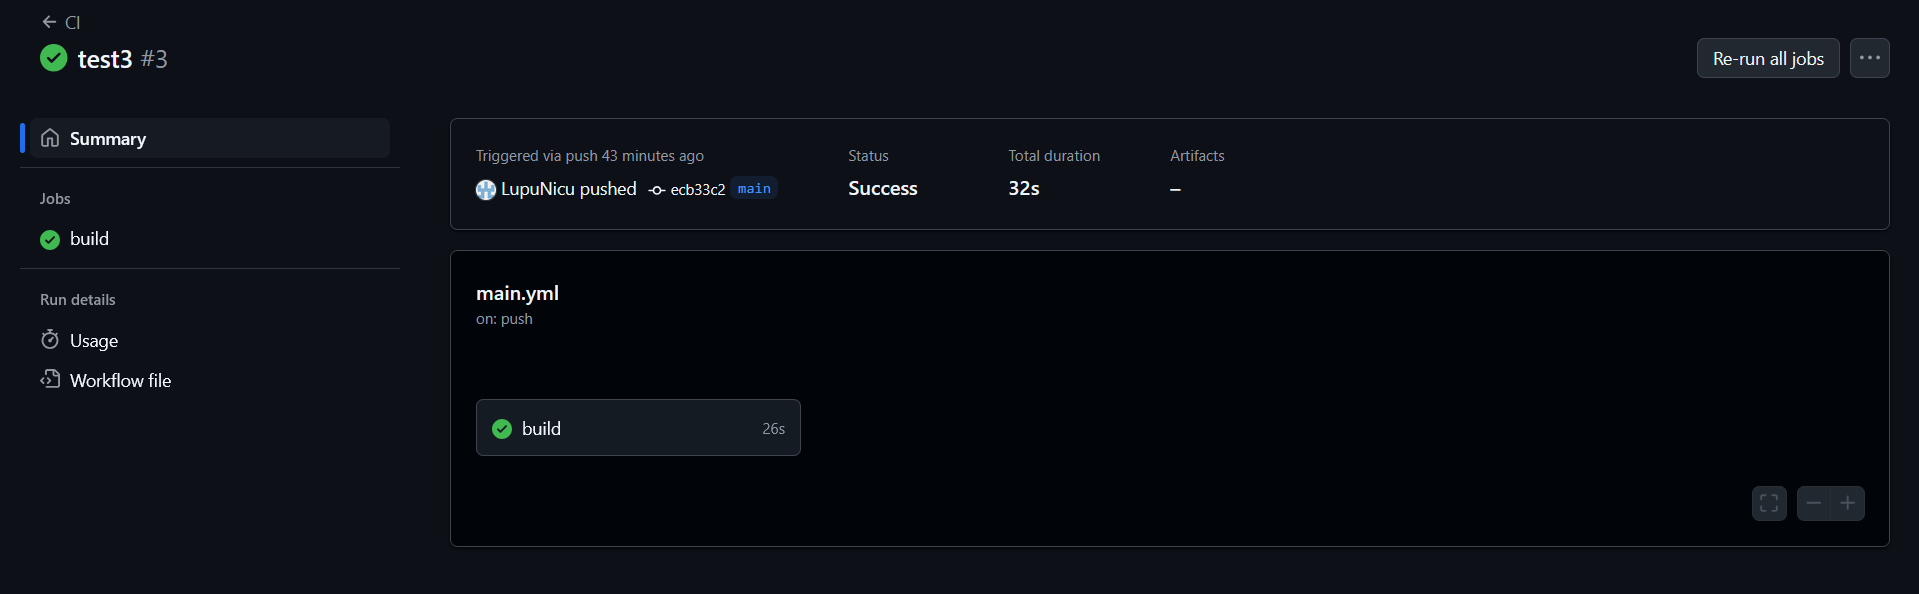 CI
test3 #3
Re-run all jobs
Summary
Jobs
build
Run details
Usage
Workflow file
Triggered via push 43 minutes ago
LupuNicu pushed ecb33c2 main
Status
Success
Total duration
32s
Artifacts
–
main.yml
on: push
build 26s